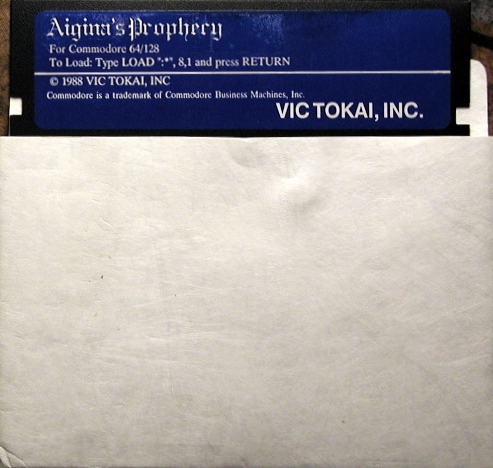 Aigina's Prophecy
For Commodore 64/128
To Load: Type LOAD ":*", 8,1 and press RETURN
© 1988 VIC TOKAI, INC
Commodore is a trademark of Commodore Business Machines, Inc.
VIC TOKAI, INC.